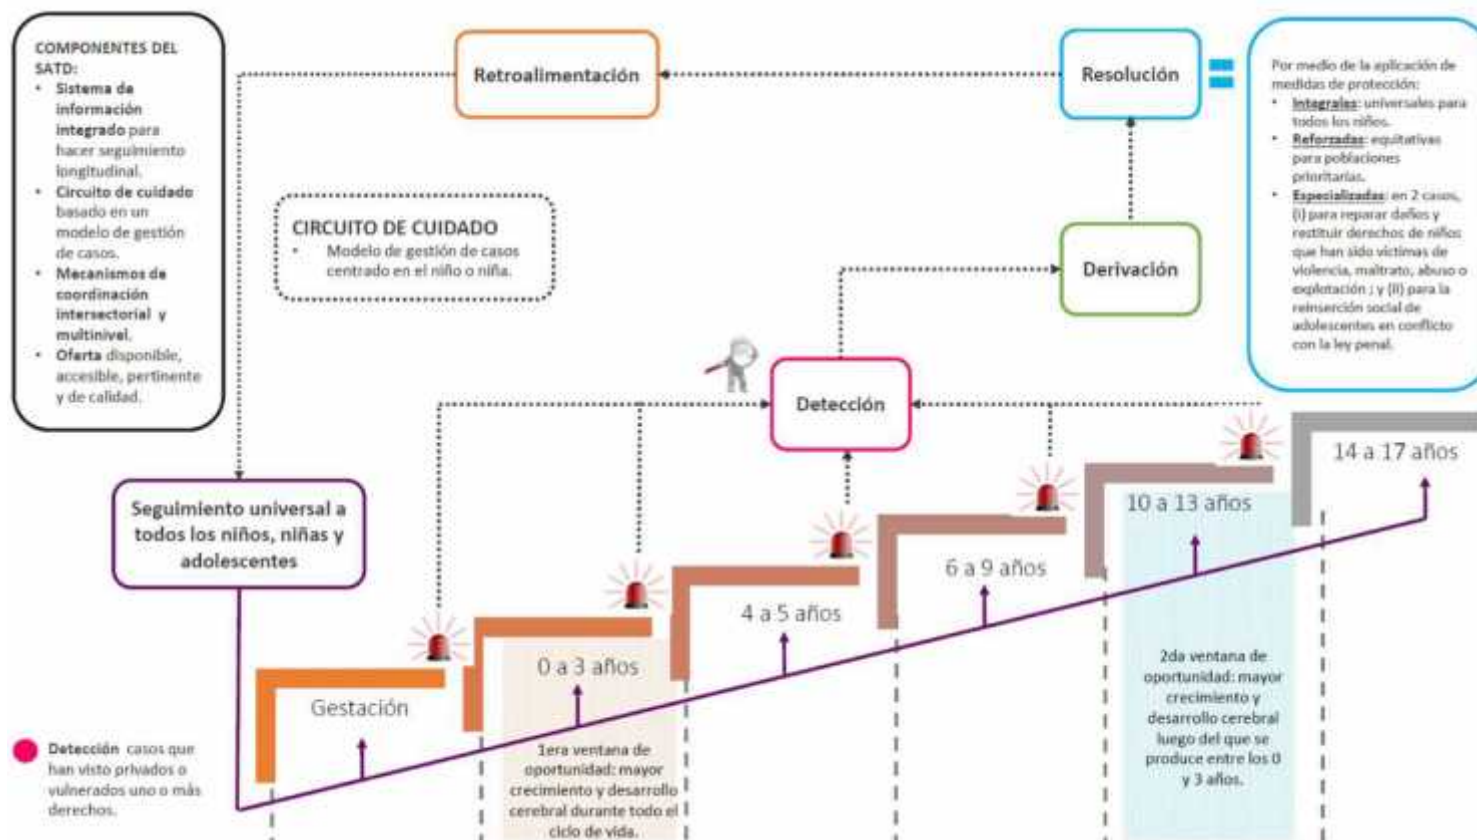 COMPONENTES DEL
SATD:
• Sistema de
información
integrado para
hacer seguimiento
longitudinal.
• Circuito de cuidado
basado en un
modelo de gestión
de casos.
• Mecanismos de
coordinación
intersectorial y
multinivel.
• Oferta disponible,
accesible, pertinente
y de calidad.
Retroalimentación
Resolución
Por medio de la aplicación de
medidas de protección:
• Integrales: universales para
todos los niños.
• Reforzadas: equitativas
para poblaciones
prioritarias.
• Especializadas: en 2 casos,
(i) para reparar daños y
restituir derechos de niños
que han sido víctimas de
violencia, maltrato, abuso o
explotación ; y (ii) para la
reinserción social de
adolescentes en conflicto
con la ley penal.
CIRCUITO DE CUIDADO
• Modelo de gestión de casos
centrado en el niño o niña.
Derivación
Detección
Seguimiento universal a
todos los niños, niñas y
adolescentes
14 a 17 años
10 a 13 años
6 a 9 años
4 a 5 años
0 a 3 años
Gestación
1era ventana de
oportunidad: mayor
crecimiento y desarrollo
cerebral durante todo el
ciclo de vida.
2da ventana de
oportunidad: mayor
crecimiento y
desarrollo cerebral
luego del que se
produce entre los 0
y 3 años.
Detección casos que
han visto privados o
vulnerados uno o más
derechos.